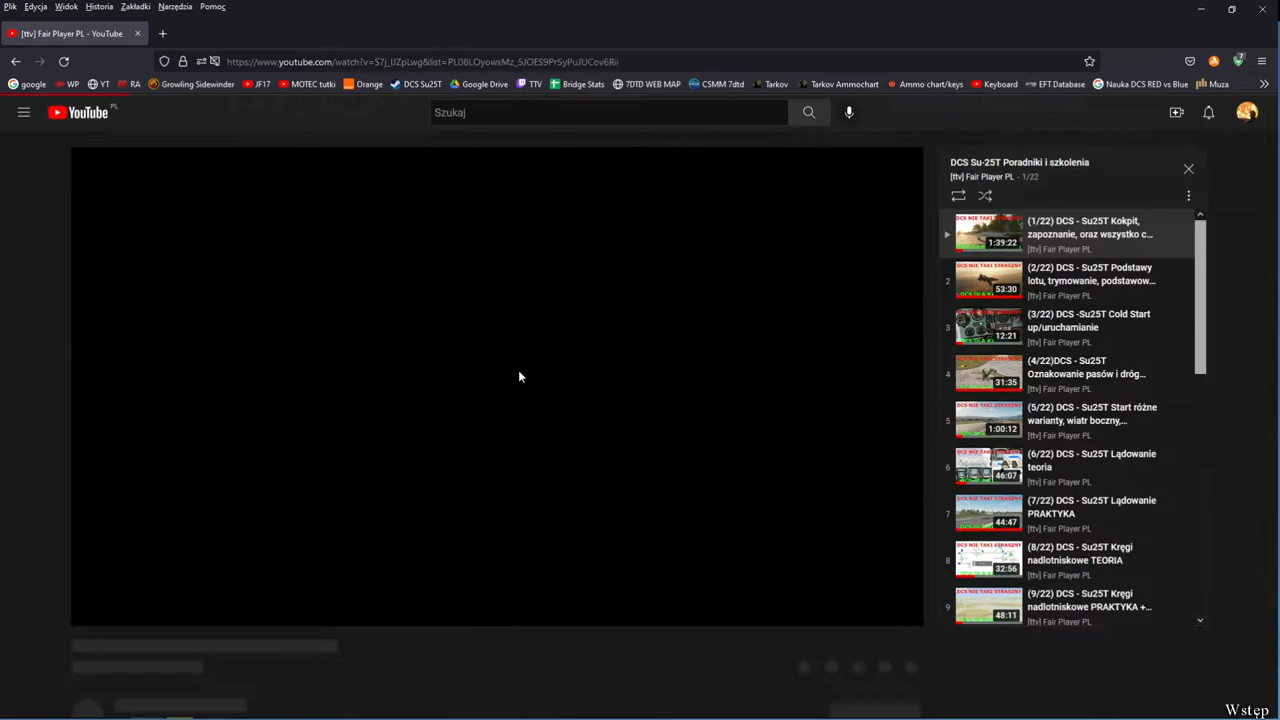 Plik Edycja Widok Historia Zakładki Narzędzia Pomoc
[ttv] Fair Player PL - YouTube
google WP YT RA Growling Sidewinder JF17 MOTEC tutki Orange DCS Su25T Google Drive TTV Bridge Stats 7DTD WEB MAP CSMM 7dtd Tarkov Tarkov Ammochart Ammo chart/keys Keyboard EFT Database Nauka DCS RED vs Blue Muza
YouTube PL
Szukaj
DCS Su-25T Poradniki i szkolenia
[ttv] Fair Player PL - 1/22
(1/22) DCS - Su25T Kokpit,
zapoznanie, oraz wszystko c...
1:39:22
[ttv] Fair Player PL
2
(2/22) DCS - Su25T Podstawy
lotu, trymowanie, podstawow...
53:30
[ttv] Fair Player PL
3
(3/22) DCS -Su25T Cold Start
up/uruchamianie
12:21
[ttv] Fair Player PL
4
(4/22)DCS - Su25T
Oznakowanie pasów i dróg...
31:35
[ttv] Fair Player PL
5
(5/22) DCS - Su25T Start różne
warianty, wiatr boczny,...
1:00:12
[ttv] Fair Player PL
6
(6/22) DCS - Su25T Lądowanie
teoria
46:07
[ttv] Fair Player PL
7
(7/22) DCS - Su25T Lądowanie
PRAKTYKA
44:47
[ttv] Fair Player PL
8
(8/22) DCS - Su25T Kręgi
nadlotniskowe TEORIA
32:56
[ttv] Fair Player PL
9
(9/22) DCS - Su25T Kręgi
nadlotniskowe PRAKTYKA +...
48:11
[ttv] Fair Player PL
Wstęp